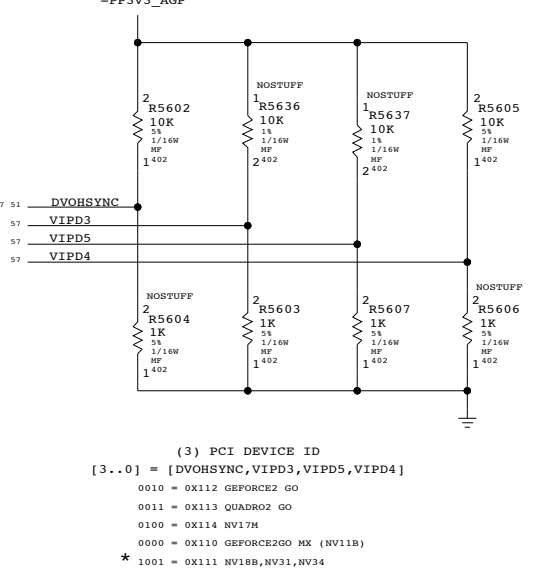 =PP3V3_AGP
NOSTUFF
NOSTUFF
2
R5602
10K
5%
1/16W
MF
1 402
1
R5636
10K
1%
1/16W
MF
2 402
1
R5637
10K
1%
1/16W
MF
2 402
2
R5605
10K
5%
1/16W
MF
1 402
7 51 DVOHSYNC
57 VIPD3
57 VIPD5
57 VIPD4
NOSTUFF
NOSTUFF
2
R5604
1K
5%
1/16W
MF
1 402
2
R5603
1K
5%
1/16W
MF
1 402
2
R5607
1K
5%
1/16W
MF
1 402
2
R5606
1K
5%
1/16W
MF
1 402
(3) PCI DEVICE ID
[3..0] = [DVOHSYNC,VIPD3,VIPD5,VIPD4]
0010 = 0X112 GEFORCE2 GO
0011 = 0X113 QUADRO2 GO
0100 = 0X114 NV17M
0000 = 0X110 GEFORCE2GO MX (NV11B)
* 1001 = 0X111 NV18B,NV31,NV34